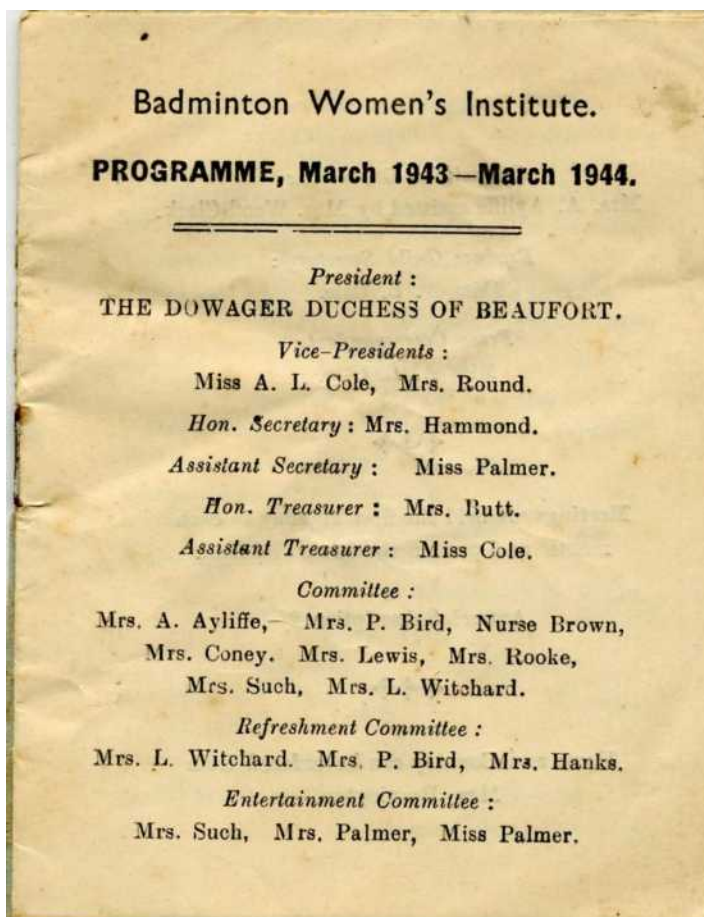 Badminton Women's Institute.
PROGRAMME, March 1943—March 1944.
President :
THE DOWAGER DUCHESS OF BEAUFORT.
Vice-Presidents :
Miss A. L. Cole, Mrs. Round.
Hon. Secretary : Mrs. Hammond.
Assistant Secretary : Miss Palmer.
Hon. Treasurer : Mrs. Butt.
Assistant Treasurer : Miss Cole.
Committee :
Mrs. A. Ayliffe, Mrs. P. Bird, Nurse Brown,
Mrs. Coney. Mrs. Lewis, Mrs. Rooke,
Mrs. Such, Mrs. L. Witchard.
Refreshment Committee :
Mrs. L. Witchard. Mrs. P. Bird, Mrs. Hanks.
Entertainment Committee :
Mrs. Such, Mrs. Palmer, Miss Palmer.